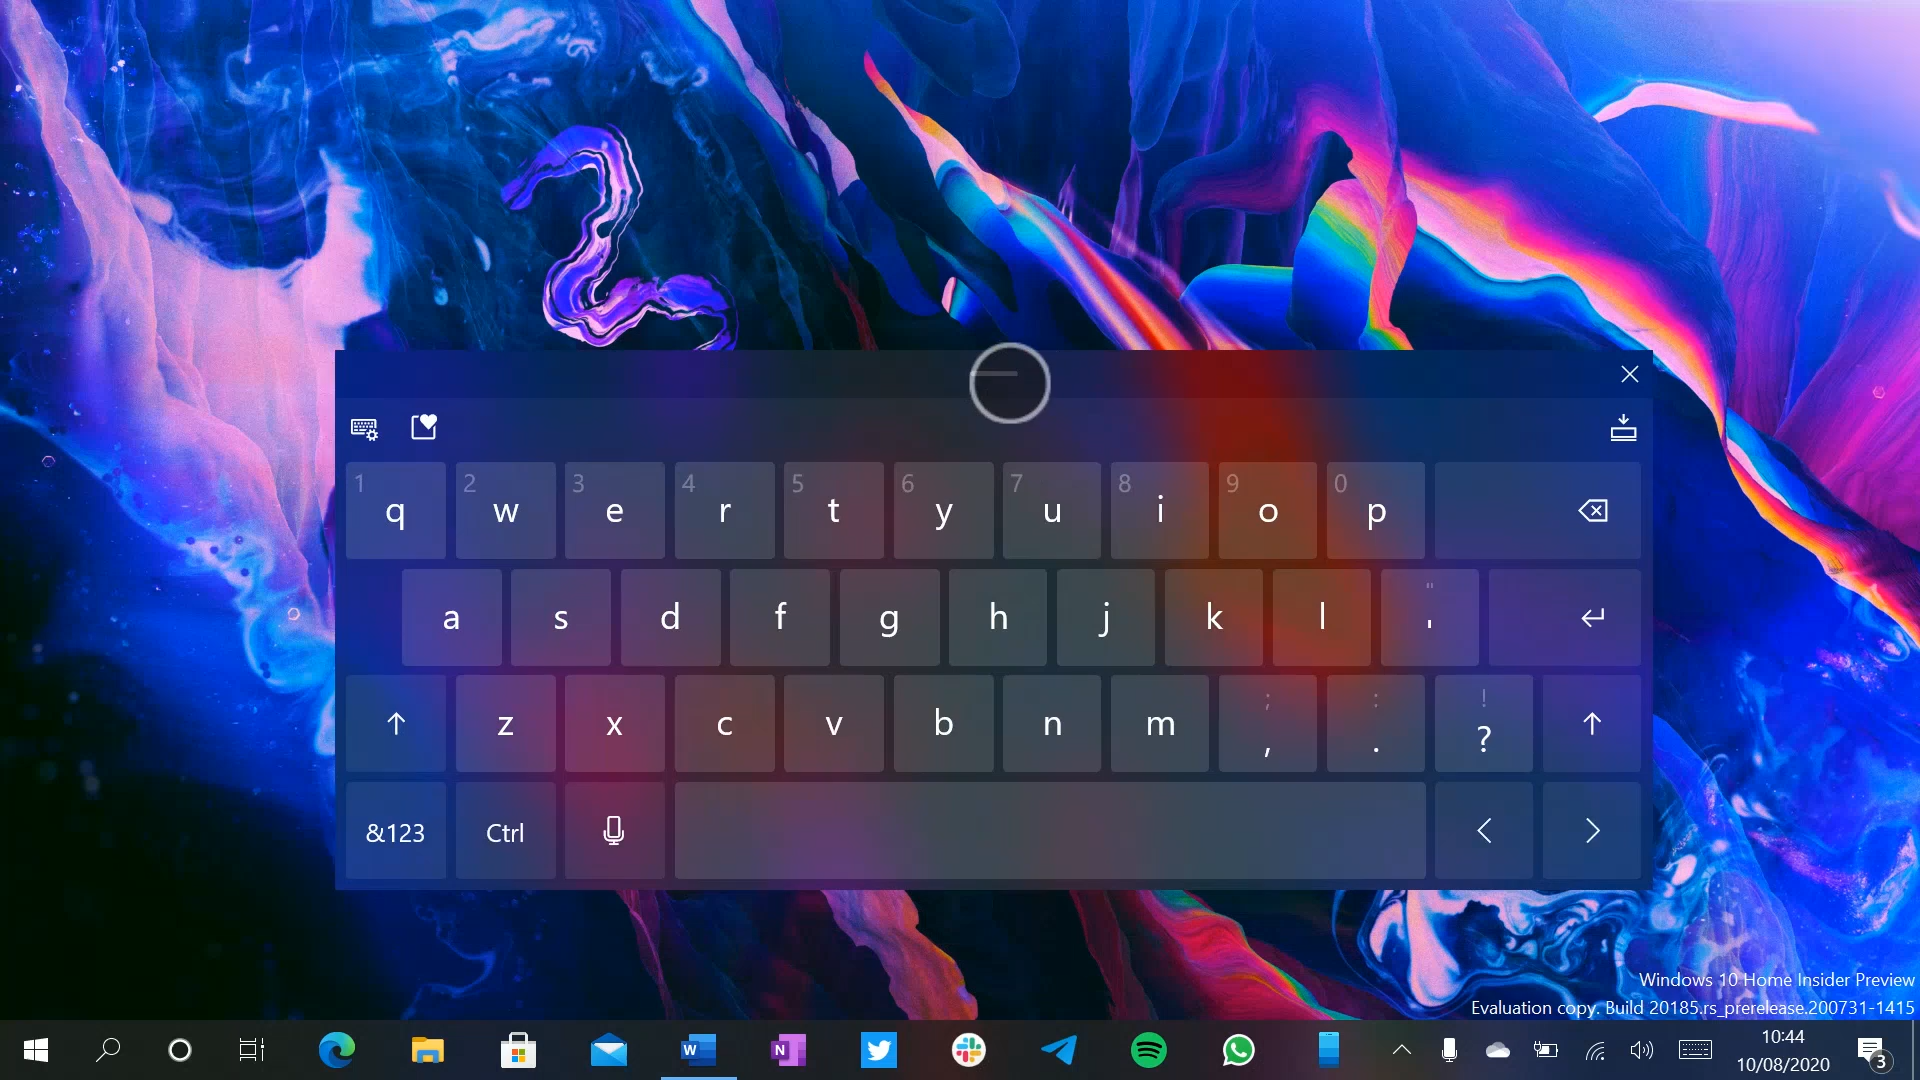 1 2 3 4 5 6 7 8 9 0
q w e r t y u i o p
"
a s d f g h j k l '
; : !
z x c v b n m , . ?
&123 Ctrl < >
Windows 10 Home Insider Preview
Evaluation copy. Build 20185.rs_prerelease.200731-1415
W
N
10:44
10/08/2020
3